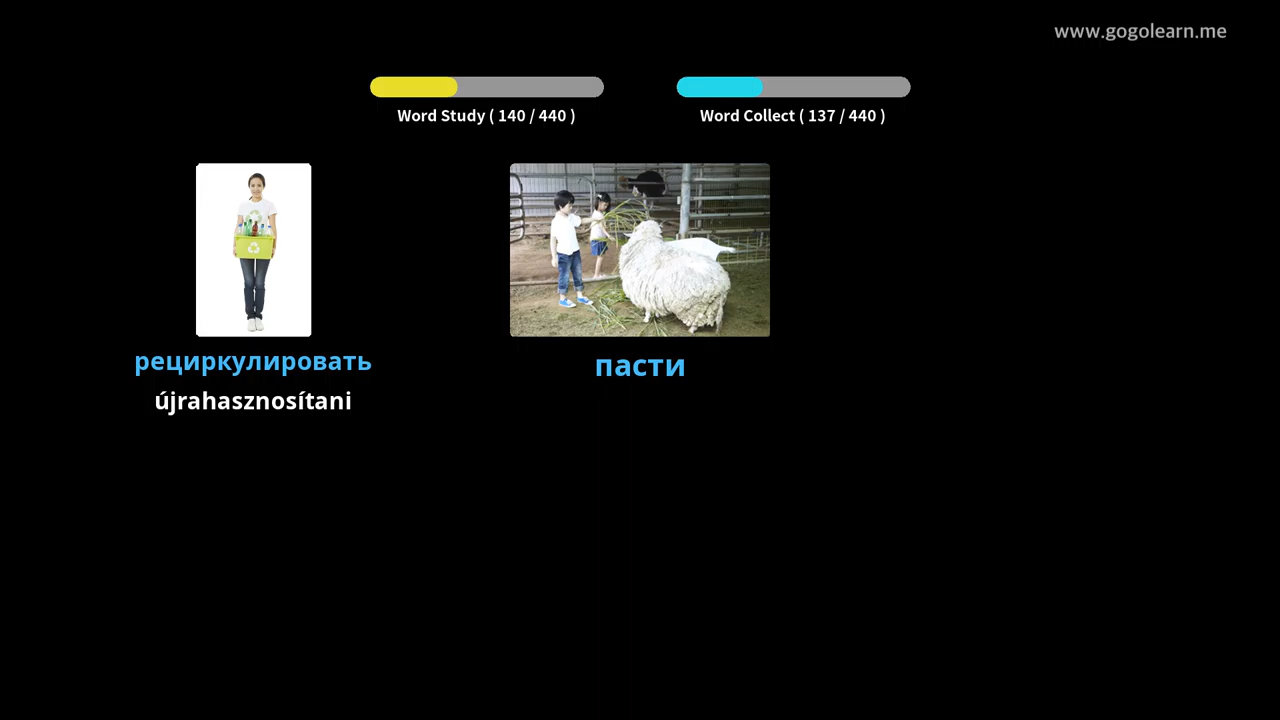 www.gogolearn.me
Word Study ( 140 / 440 )
Word Collect ( 137 / 440 )
рециркулировать
újrahasznosítani
пасти